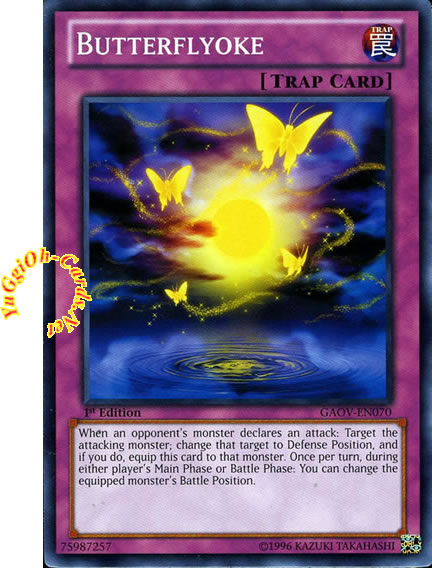 BUTTERFLYOKE
TRAP
罠
[TRAP CARD]
YuGgiOh-Cards.Net
1st Edition
GAOV-EN070
When an opponent's monster declares an attack: Target the
attacking monster; change that target to Defense Position, and
if you do, equip this card to that monster. Once per turn, during
either player's Main Phase or Battle Phase: You can change the
equipped monster's Battle Position.
75987257
©1996 KAZUKI TAKAHASHI